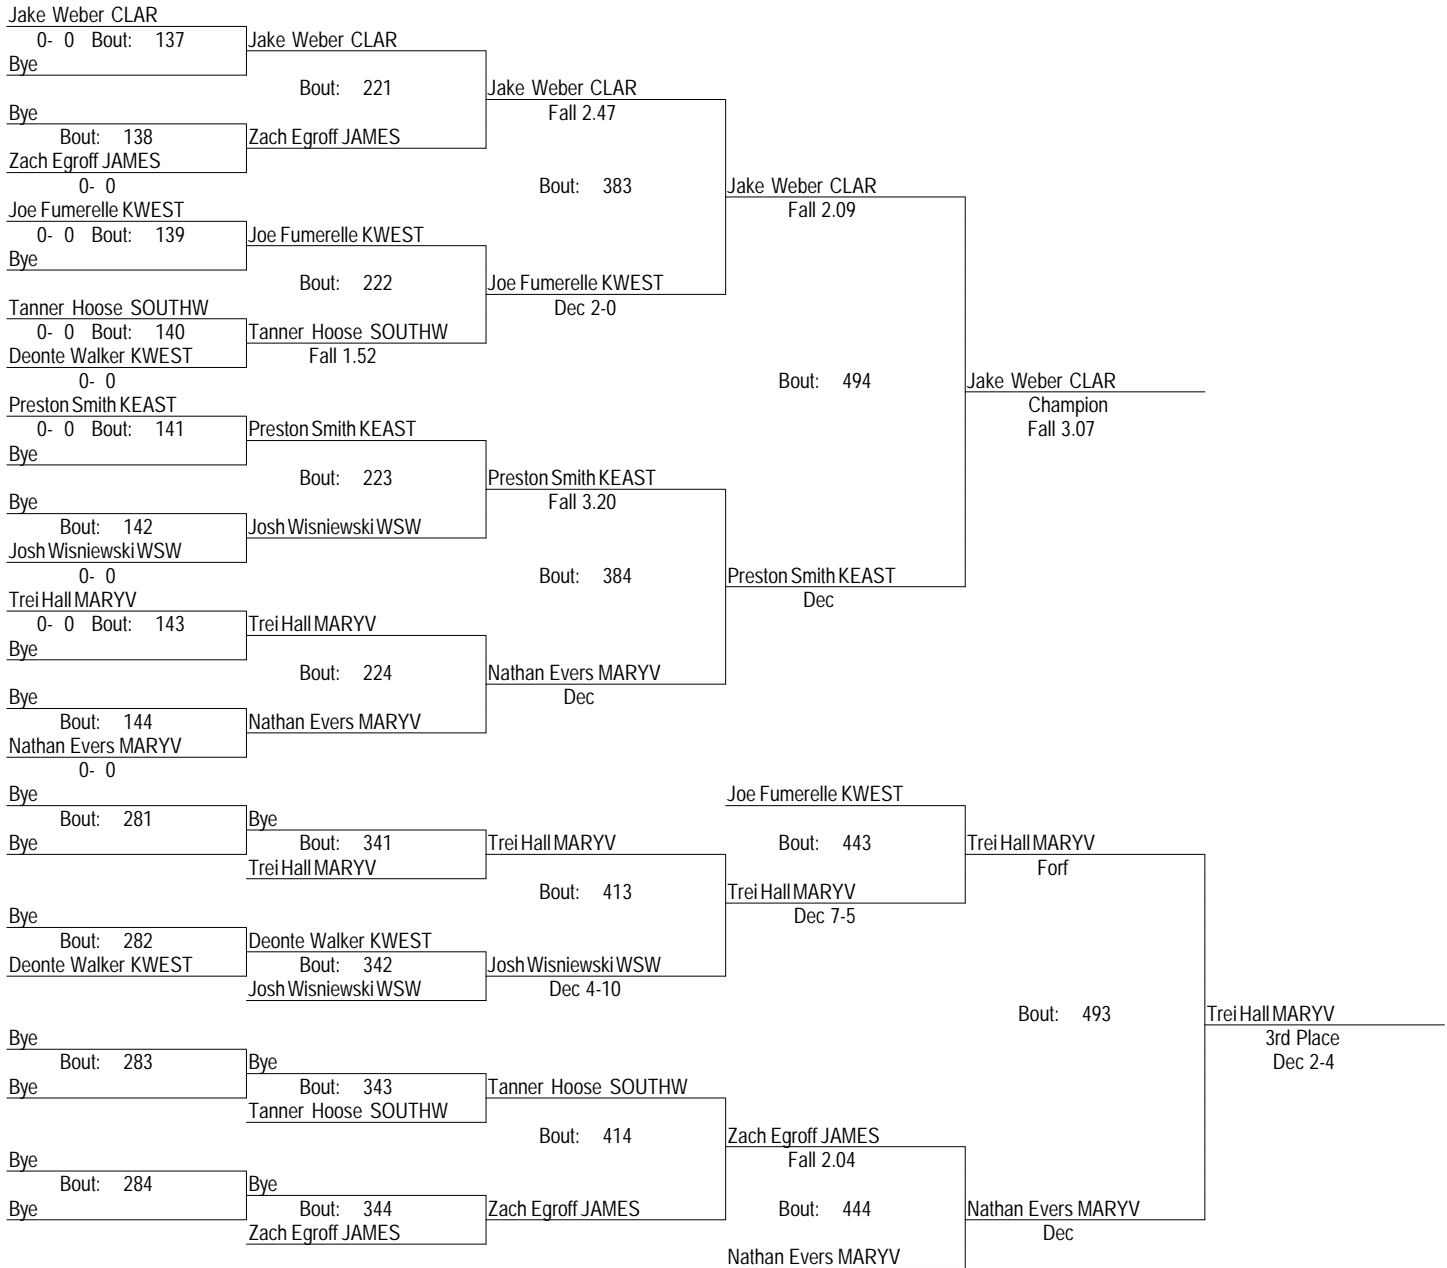 Jake Weber CLAR
0- 0 Bout: 137 Jake Weber CLAR
Bye
Bout: 221 Jake Weber CLAR
Bye Fall 2.47
Bout: 138 Zach Egroff JAMES
Zach Egroff JAMES
0- 0 Bout: 383 Jake Weber CLAR
Joe Fumerelle KWEST Fall 2.09
0- 0 Bout: 139 Joe Fumerelle KWEST
Bye
Bout: 222 Joe Fumerelle KWEST
Tanner Hoose SOUTHW Dec 2-0
0- 0 Bout: 140 Tanner Hoose SOUTHW
Deonte Walker KWEST Fall 1.52
0- 0 Bout: 494 Jake Weber CLAR
Preston Smith KEAST Champion
0- 0 Bout: 141 Preston Smith KEAST Fall 3.07
Bye
Bout: 223 Preston Smith KEAST
Bye Fall 3.20
Bout: 142 Josh Wisniewski WSW
Josh Wisniewski WSW
0- 0 Bout: 384 Preston Smith KEAST
Trei Hall MARYV Dec
0- 0 Bout: 143 Trei Hall MARYV
Bye
Bout: 224 Nathan Evers MARYV
Bye Dec
Bout: 144 Nathan Evers MARYV
Nathan Evers MARYV
0- 0
Bye Joe Fumerelle KWEST
Bout: 281 Bye
Bye Bout: 341 Trei Hall MARYV Bout: 443 Trei Hall MARYV
Trei Hall MARYV Forf
Bout: 413 Trei Hall MARYV
Bye Dec 7-5
Bout: 282 Deonte Walker KWEST
Deonte Walker KWEST Bout: 342 Josh Wisniewski WSW
Josh Wisniewski WSW Dec 4-10
Bout: 493 Trei Hall MARYV
Bye 3rd Place
Bout: 283 Bye Dec 2-4
Bye Bout: 343 Tanner Hoose SOUTHW
Tanner Hoose SOUTHW
Bout: 414 Zach Egroff JAMES
Bye Fall 2.04
Bout: 284 Bye
Bye Bout: 344 Zach Egroff JAMES Bout: 444 Nathan Evers MARYV
Zach Egroff JAMES Dec
Nathan Evers MARYV